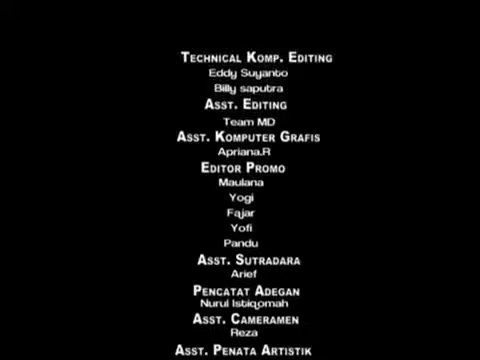 TECHNICAL KOMP. EDITING
Eddy Suyanto
Billy saputra
ASST. EDITING
Team MD
ASST. KOMPUTER GRAFIS
Apriana.R
EDITOR PROMO
Maulana
Yogi
Fajar
Yofi
Pandu
ASST. SUTRADARA
Arief
PENCATAT ADEGAN
Nurul Istiqomah
ASST. CAMERAMEN
Reza
ASST. PENATA ARTISTIK